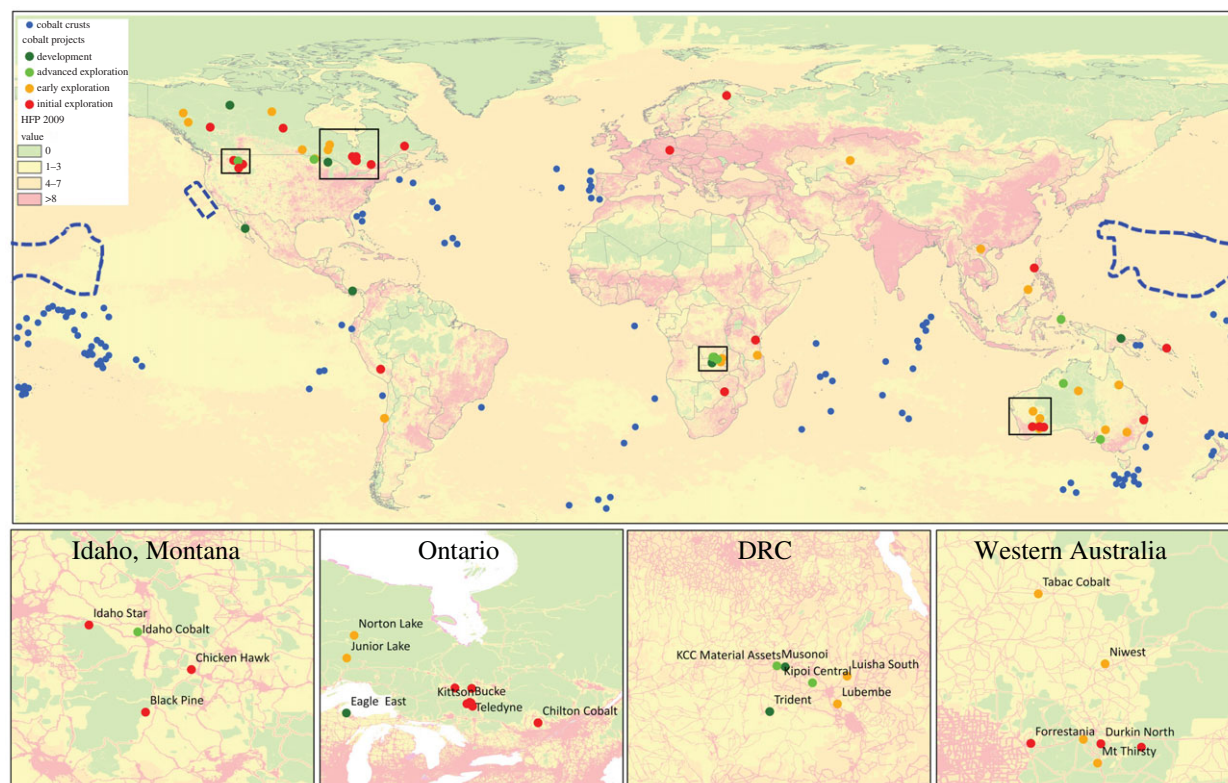 cobalt crusts
cobalt projects
development
advanced exploration
early exploration
initial exploration
HFP 2009
value
0
1–3
4–7
>8
Idaho, Montana
Idaho Star
Idaho Cobalt
Chicken Hawk
Black Pine
Ontario
Norton Lake
Junior Lake
Eagle East
Kittson
Bucke
Teledyne
Chilton Cobalt
DRC
KCC Material Assets
Musonoi
Kipoi Central
Luisha South
Lubembe
Trident
Western Australia
Tabac Cobalt
Niwest
Forrestania
Durkin North
Mt Thirsty